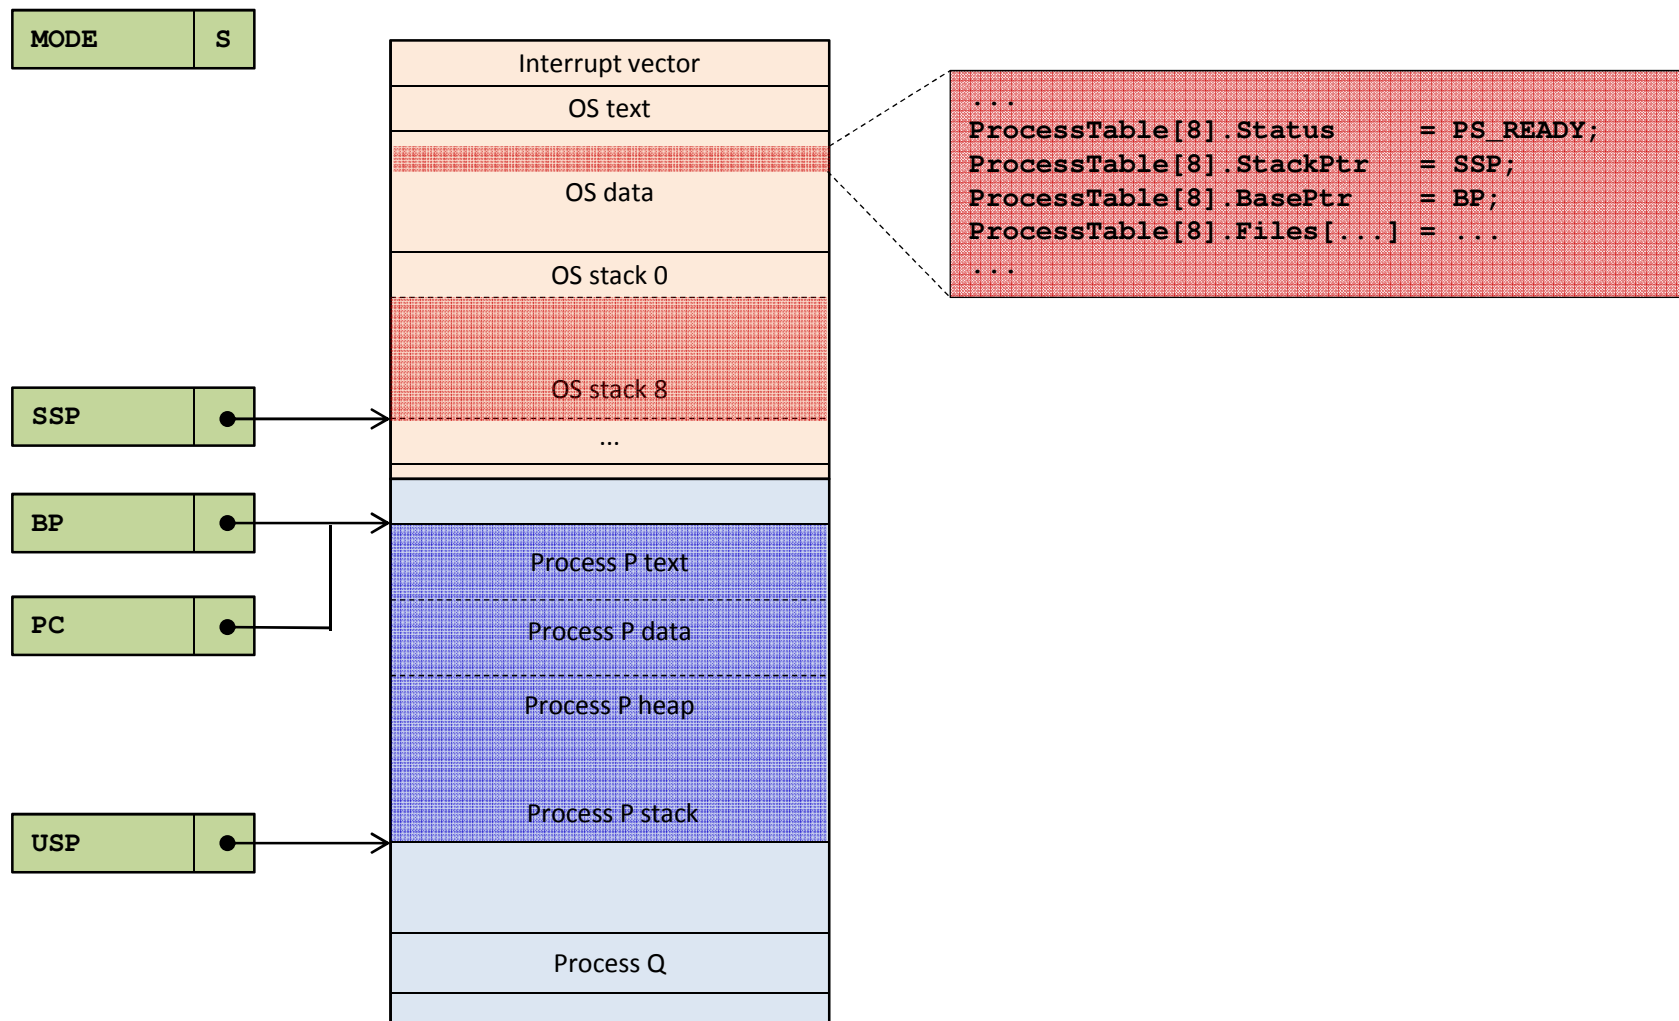 MODE S
Interrupt vector
OS text
OS data
OS stack 0
OS stack 8
...
SSP
BP
PC
USP
Process P text
Process P data
Process P heap
Process P stack
Process Q
...
ProcessTable[8].Status = PS_READY;
ProcessTable[8].StackPtr = SSP;
ProcessTable[8].BasePtr = BP;
ProcessTable[8].Files[...] = ...
...